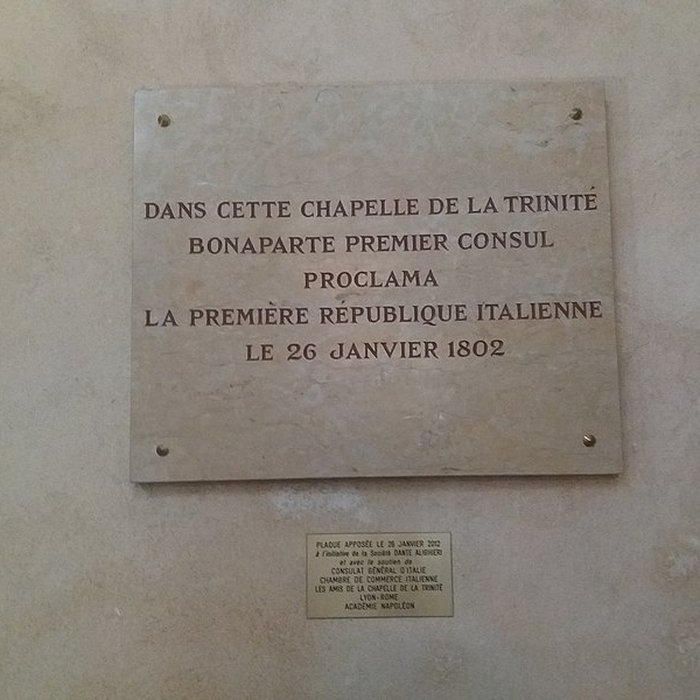 DANS CETTE CHAPELLE DE LA TRINITÉ
BONAPARTE PREMIER CONSUL
PROCLAMA
LA PREMIÈRE RÉPUBLIQUE ITALIENNE
LE 26 JANVIER 1802
PLAQUE APPOSÉE LE 26 JANVIER 2012
à l'initiative de la Société DANTE ALIGHIERI
et avec le soutien de
CONSULAT GÉNÉRAL D'ITALIE
CHAMBRE DE COMMERCE ITALIENNE
LES AMIS DE LA CHAPELLE DE LA TRINITÉ
LYON-ROME
ACADÉMIE NAPOLÉON